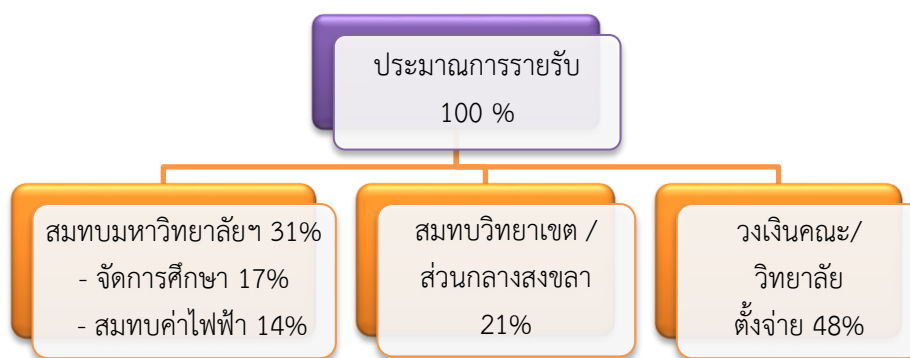 ประมาณการรายรับ
100 %
สมทบมหาวิทยาลัยฯ 31%
- จัดการศึกษา 17%
- สมทบค่าไฟฟ้า 14%
สมทบวิทยาเขต /
ส่วนกลางสงขลา
21%
วงเงินคณะ/
วิทยาลัย
ตั้งจ่าย 48%